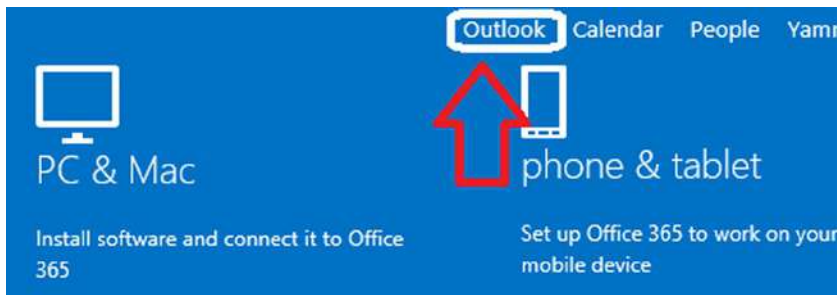 Outlook Calendar People Yam
PC & Mac
phone & tablet
Install software and connect it to Office
365
Set up Office 365 to work on your
mobile device